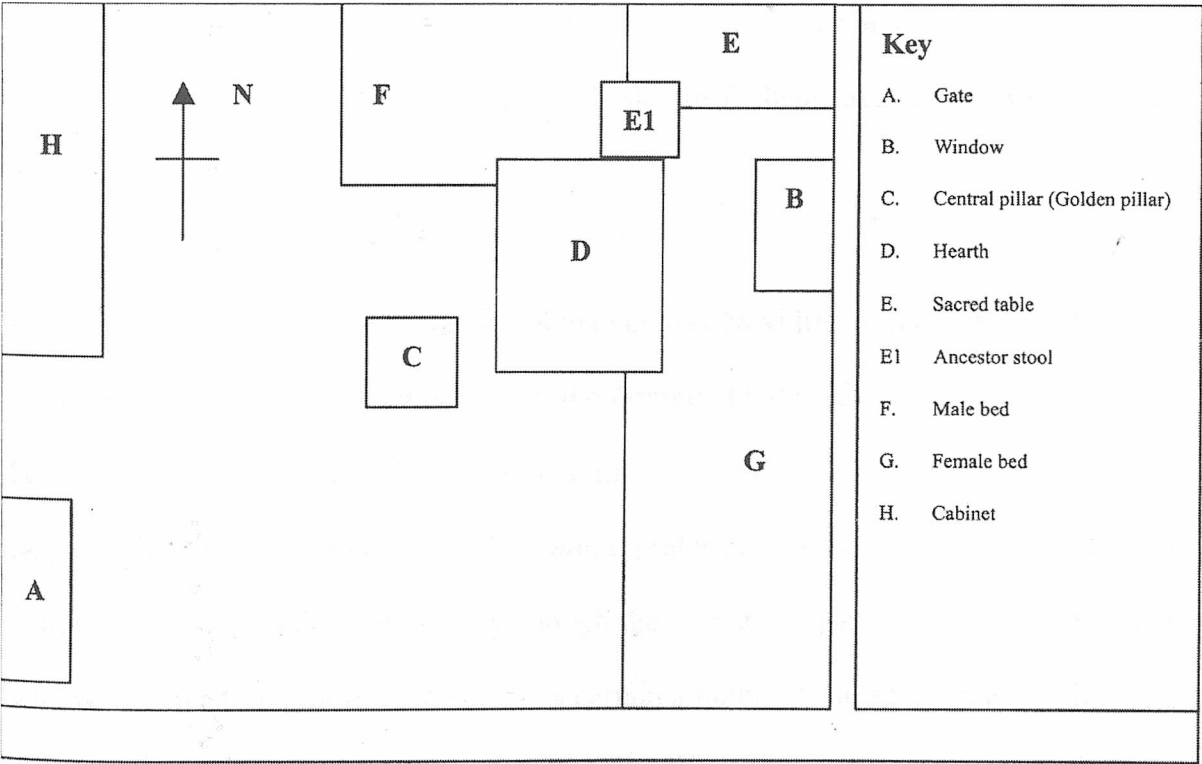 E
Key
N
F
E1
A. Gate
H
B. Window
B
C. Central pillar (Golden pillar)
D
D. Hearth
E. Sacred table
C
E1 Ancestor stool
F. Male bed
G
G. Female bed
H. Cabinet
A